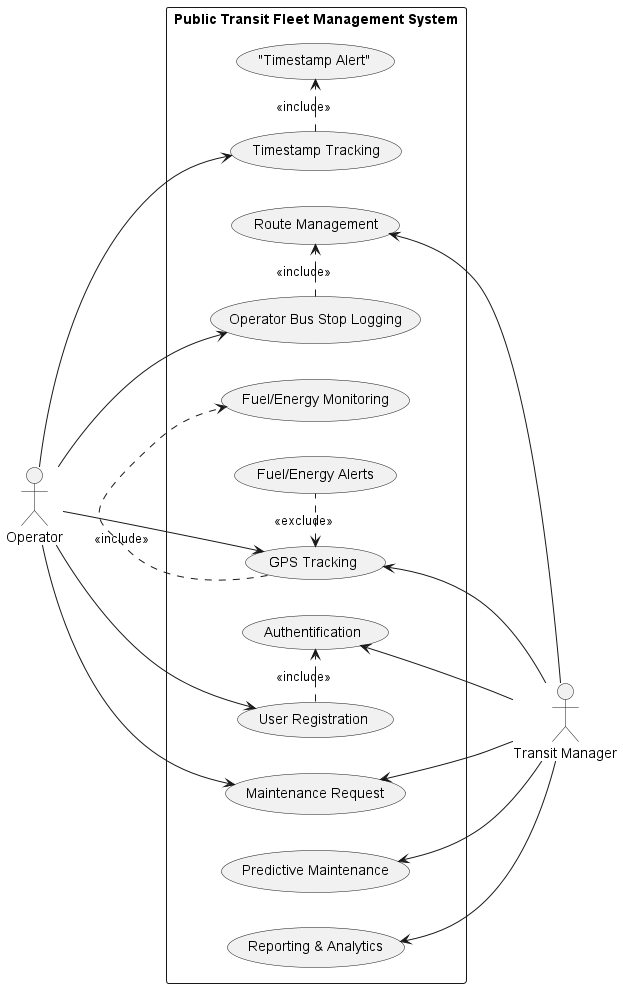 Public Transit Fleet Management System
"Timestamp Alert"
«include»
Timestamp Tracking
Route Management
«include»
Operator Bus Stop Logging
Fuel/Energy Monitoring
Fuel/Energy Alerts
«exclude»
Operator
«include»
GPS Tracking
Authentification
«include»
User Registration
Transit Manager
Maintenance Request
Predictive Maintenance
Reporting & Analytics